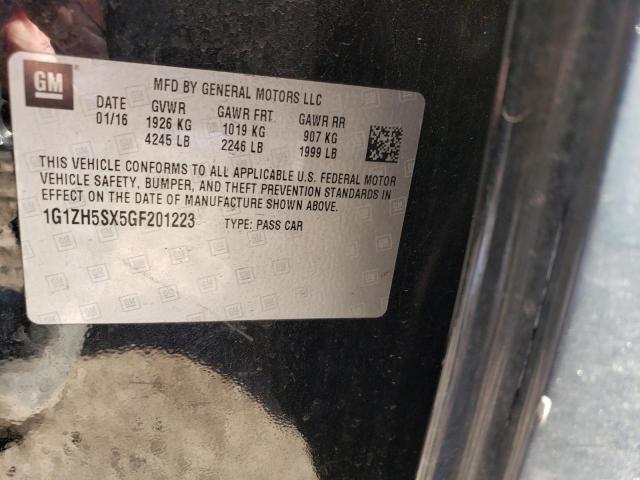 GM
MFD BY GENERAL MOTORS LLC
DATE GVWR GAWR FRT GAWR RR
01/16 1926 KG 1019 KG 907 KG
4245 LB 2246 LB 1999 LB
THIS VEHICLE CONFORMS TO ALL APPLICABLE U.S. FEDERAL MOTOR
VEHICLE SAFETY, BUMPER, AND THEFT PREVENTION STANDARDS IN
EFFECT ON THE DATE OF MANUFACTURE SHOWN ABOVE.
1G1ZH5SX5GF201223 TYPE: PASS CAR